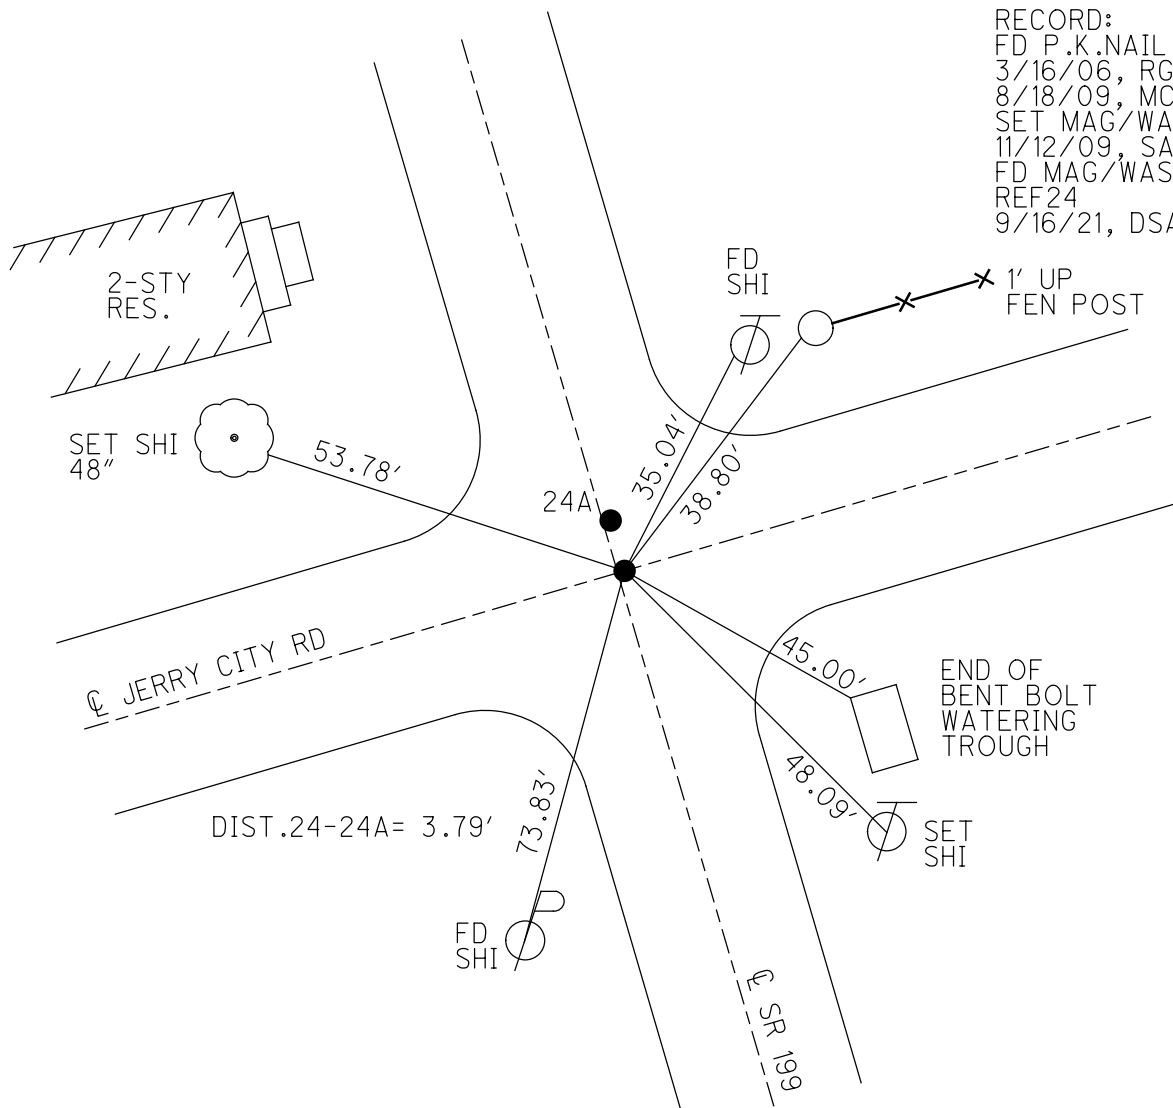 RECORD:
FD P.K.NAIL
3/16/06, RG
8/18/09, MC
SET MAG/WA
11/12/09, SA
FD MAG/WAS
REF24
9/16/21, DSA
FD
SHI
1' UP
FEN POST
2-STY
RES.
SET SHI
48"
53.78'
35.04'
38.80'
24A
℄ JERRY CITY RD
45.00'
END OF
BENT BOLT
WATERING
TROUGH
48.09'
DIST.24-24A= 3.79'
73.83'
SET
SHI
FD
SHI
℄ SR 199